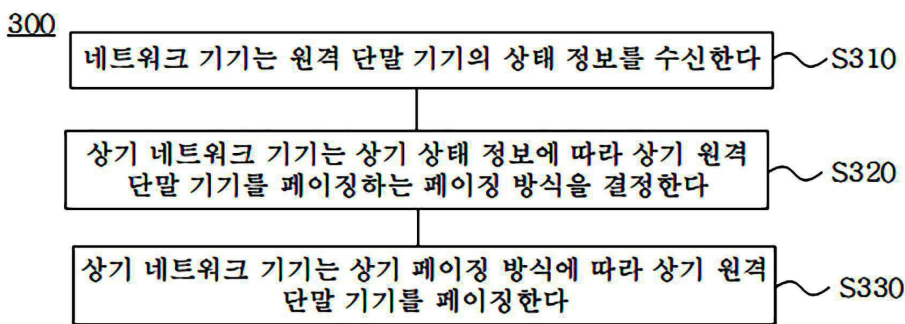 300
네트워크 기기는 원격 단말 기기의 상태 정보를 수신한다
S310
상기 네트워크 기기는 상기 상태 정보에 따라 상기 원격
단말 기기를 페이징하는 페이징 방식을 결정한다
S320
상기 네트워크 기기는 상기 페이징 방식에 따라 상기 원격
단말 기기를 페이징한다
S330